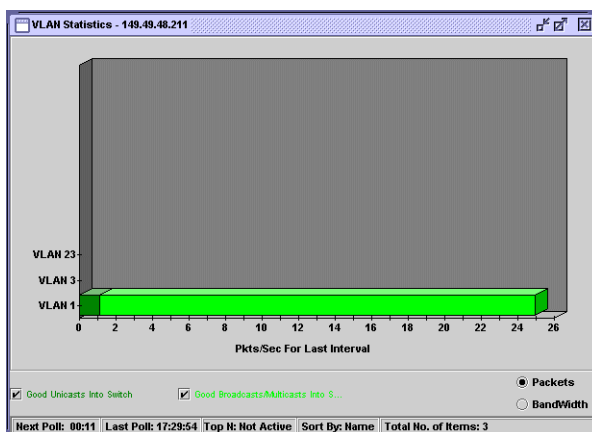 VLAN Statistics - 149.49.48.211
VLAN 23
VLAN 3
VLAN 1
0 2 4 6 8 10 12 14 16 18 20 22 24 26
Pkts/Sec For Last Interval
Good Unicasts Into Switch Good Broadcasts/Multicasts Into S...
Packets
BandWidth
Next Poll: 00:11 Last Poll: 17:29:54 Top N: Not Active Sort By: Name Total No. of Items: 3